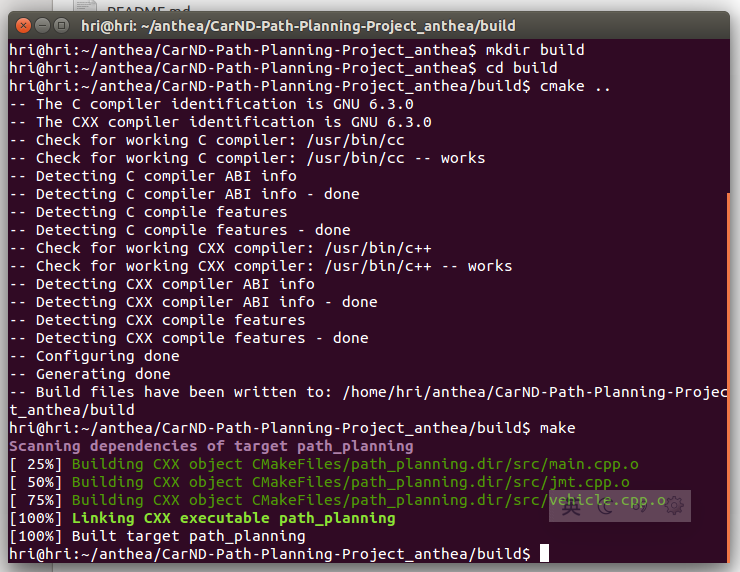 README.md
hri@hri: ~/anthea/CarND-Path-Planning-Project_anthea/build
hri@hri:~/anthea/CarND-Path-Planning-Project_anthea$ mkdir build
hri@hri:~/anthea/CarND-Path-Planning-Project_anthea$ cd build
hri@hri:~/anthea/CarND-Path-Planning-Project_anthea/build$ cmake ..
-- The C compiler identification is GNU 6.3.0
-- The CXX compiler identification is GNU 6.3.0
-- Check for working C compiler: /usr/bin/cc
-- Check for working C compiler: /usr/bin/cc -- works
-- Detecting C compiler ABI info
-- Detecting C compiler ABI info - done
-- Detecting C compile features
-- Detecting C compile features - done
-- Check for working CXX compiler: /usr/bin/c++
-- Check for working CXX compiler: /usr/bin/c++ -- works
-- Detecting CXX compiler ABI info
-- Detecting CXX compiler ABI info - done
-- Detecting CXX compile features
-- Detecting CXX compile features - done
-- Configuring done
-- Generating done
-- Build files have been written to: /home/hri/anthea/CarND-Path-Planning-Projec
t_anthea/build
hri@hri:~/anthea/CarND-Path-Planning-Project_anthea/build$ make
Scanning dependencies of target path_planning
[ 25%] Building CXX object CMakeFiles/path_planning.dir/src/main.cpp.o
[ 50%] Building CXX object CMakeFiles/path_planning.dir/src/jmt.cpp.o
[ 75%] Building CXX object CMakeFiles/path_planning.dir/src/vehicle.cpp.o
英
[100%] Linking CXX executable path_planning
[100%] Built target path_planning
hri@hri:~/anthea/CarND-Path-Planning-Project_anthea/build$